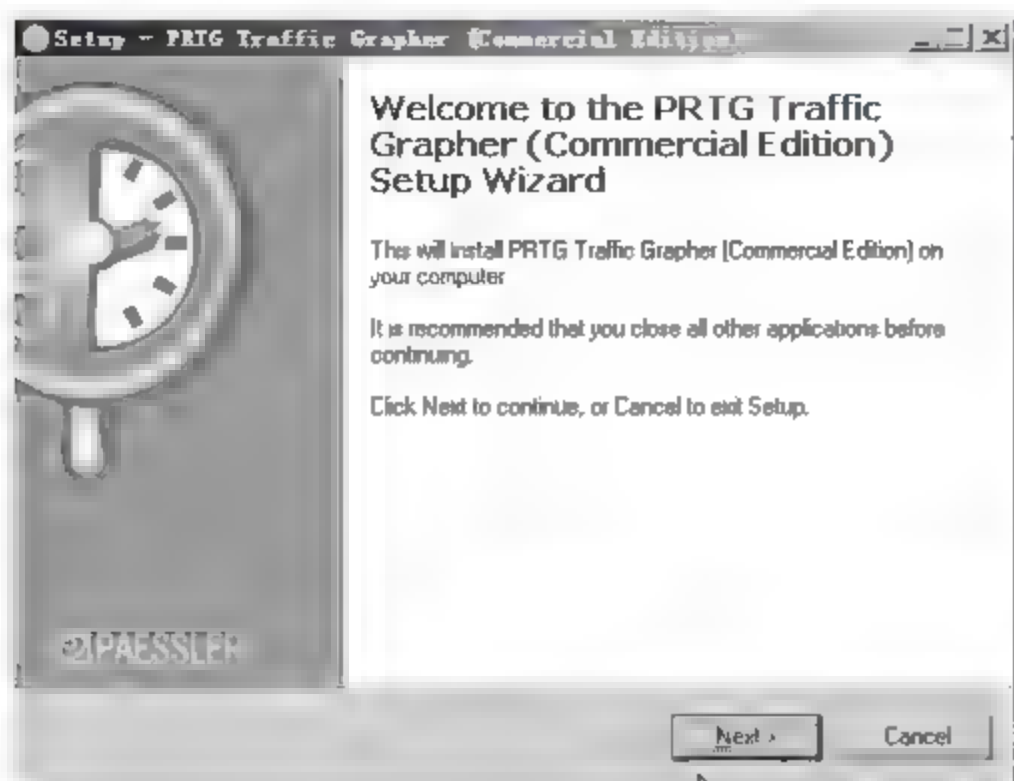 Setup - PRTG Traffic Grapher (Commercial Edition)
Welcome to the PRTG Traffic
Grapher (Commercial Edition)
Setup Wizard
This will install PRTG Traffic Grapher (Commercial Edition) on
your computer
It is recommended that you close all other applications before
continuing.
Click Next to continue, or Cancel to exit Setup.
PAESSLER
Next >
Cancel